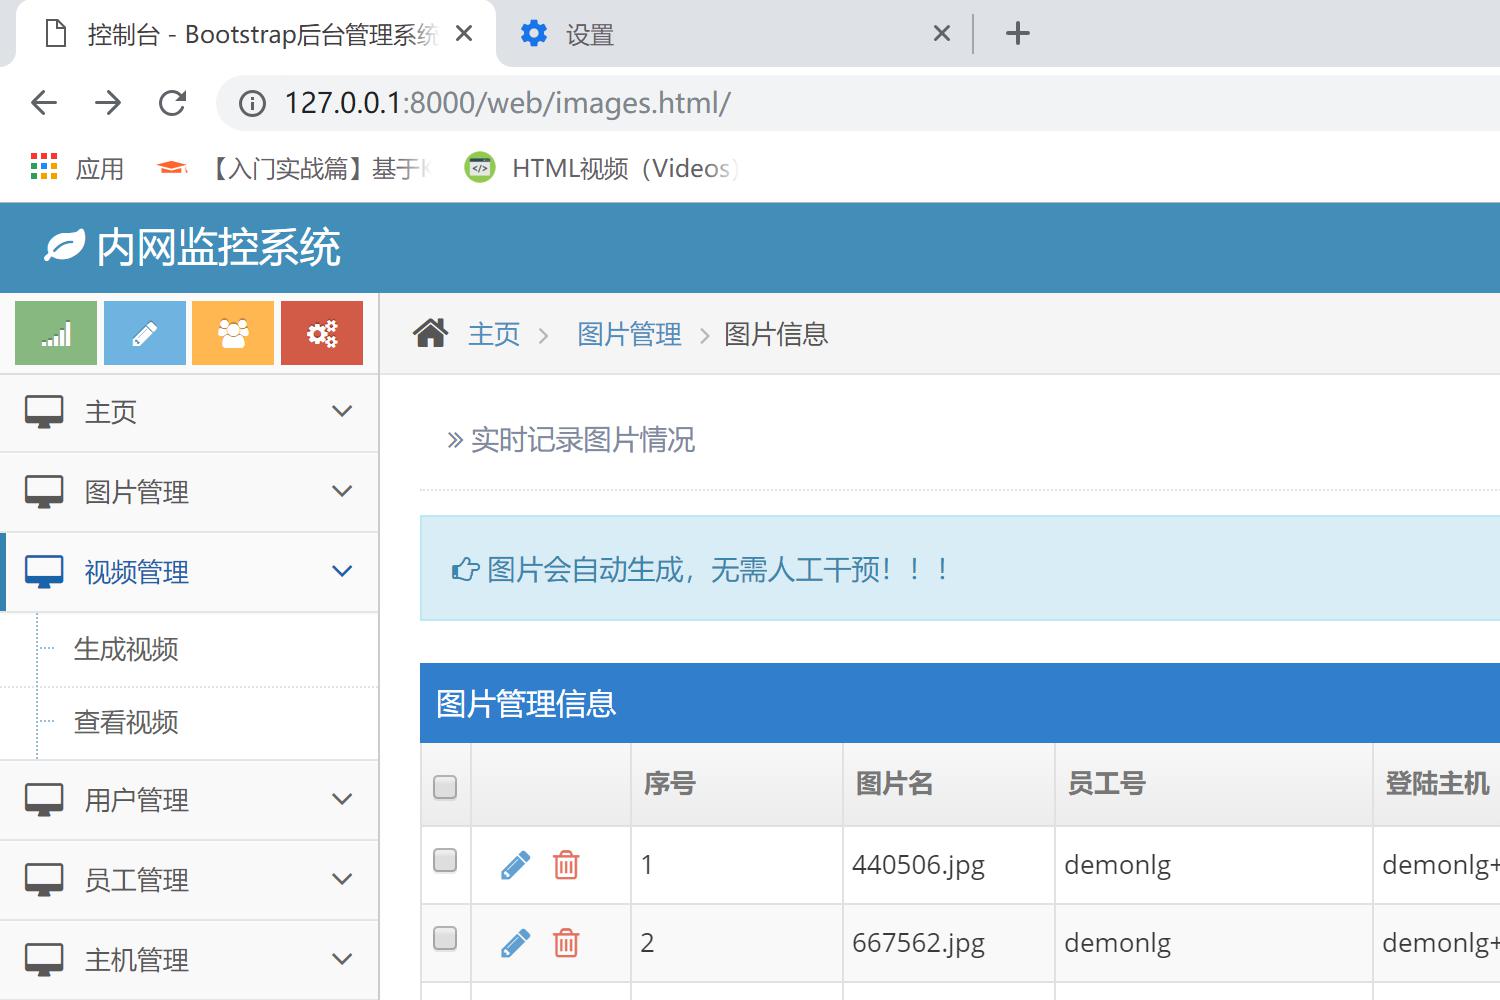 控制台 - Bootstrap后台管理系统
设置
127.0.0.1:8000/web/images.html/
应用
【入门实战篇】基于
HTML视频（Videos）
内网监控系统
主页
图片管理
图片信息
主页
图片管理
视频管理
生成视频
查看视频
用户管理
员工管理
主机管理
实时记录图片情况
图片会自动生成，无需人工干预！！！
图片管理信息
序号 图片名 员工号 登陆主机
1 440506.jpg demonlg demonlg+
2 667562.jpg demonlg demonlg+